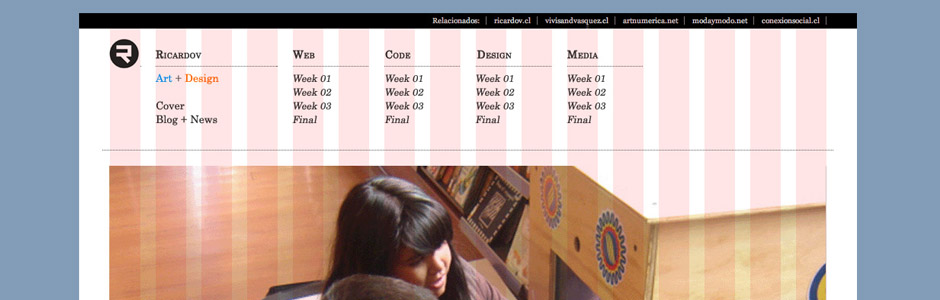 Relacionados: | ricardov.cl | vivisandvasquez.cl | artnumerica.net | modaymodo.net | conexionsocial.cl |
R
Ricardov
Art + Design
Cover
Blog + News
Web
Week 01
Week 02
Week 03
Final
Code
Week 01
Week 02
Week 03
Final
Design
Week 01
Week 02
Week 03
Final
Media
Week 01
Week 02
Week 03
Final